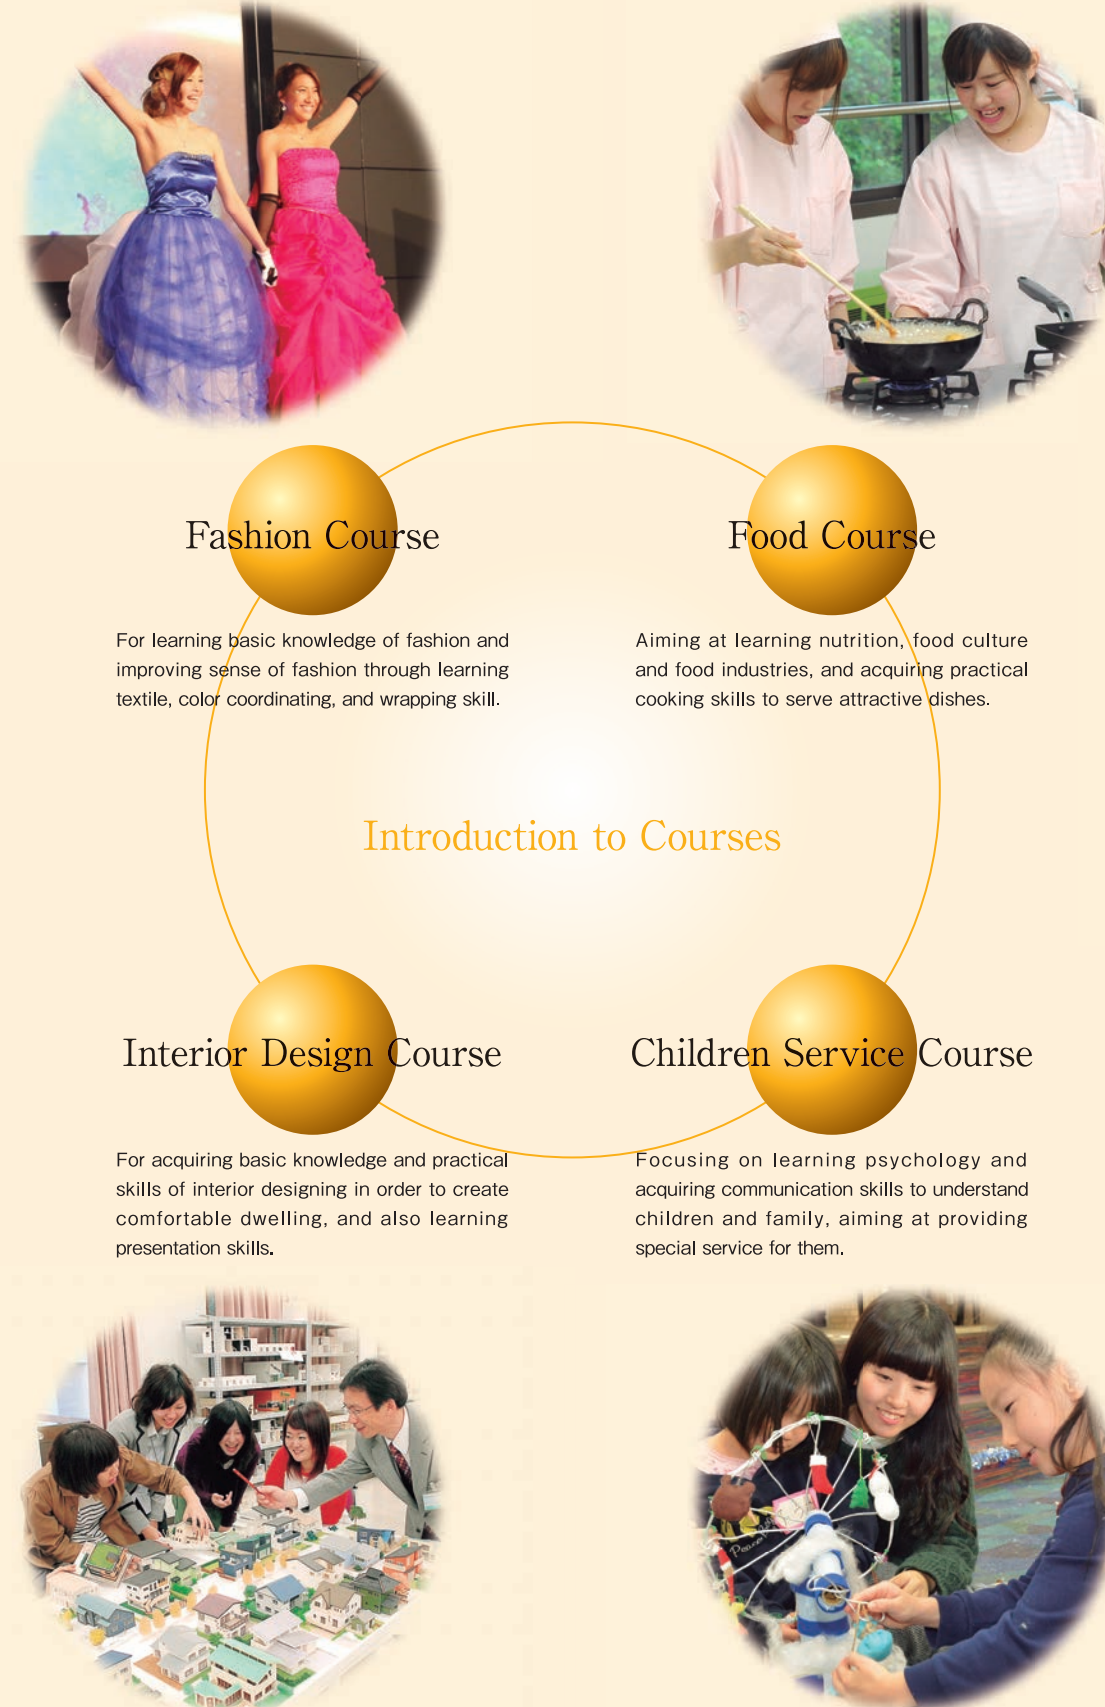 Fashion Course
For learning basic knowledge of fashion and
improving sense of fashion through learning
textile, color coordinating, and wrapping skill.
Food Course
Aiming at learning nutrition, food culture
and food industries, and acquiring practical
cooking skills to serve attractive dishes.
Introduction to Courses
Interior Design Course
For acquiring basic knowledge and practical
skills of interior designing in order to create
comfortable dwelling, and also learning
presentation skills.
Children Service Course
Focusing on learning psychology and
acquiring communication skills to understand
children and family, aiming at providing
special service for them.